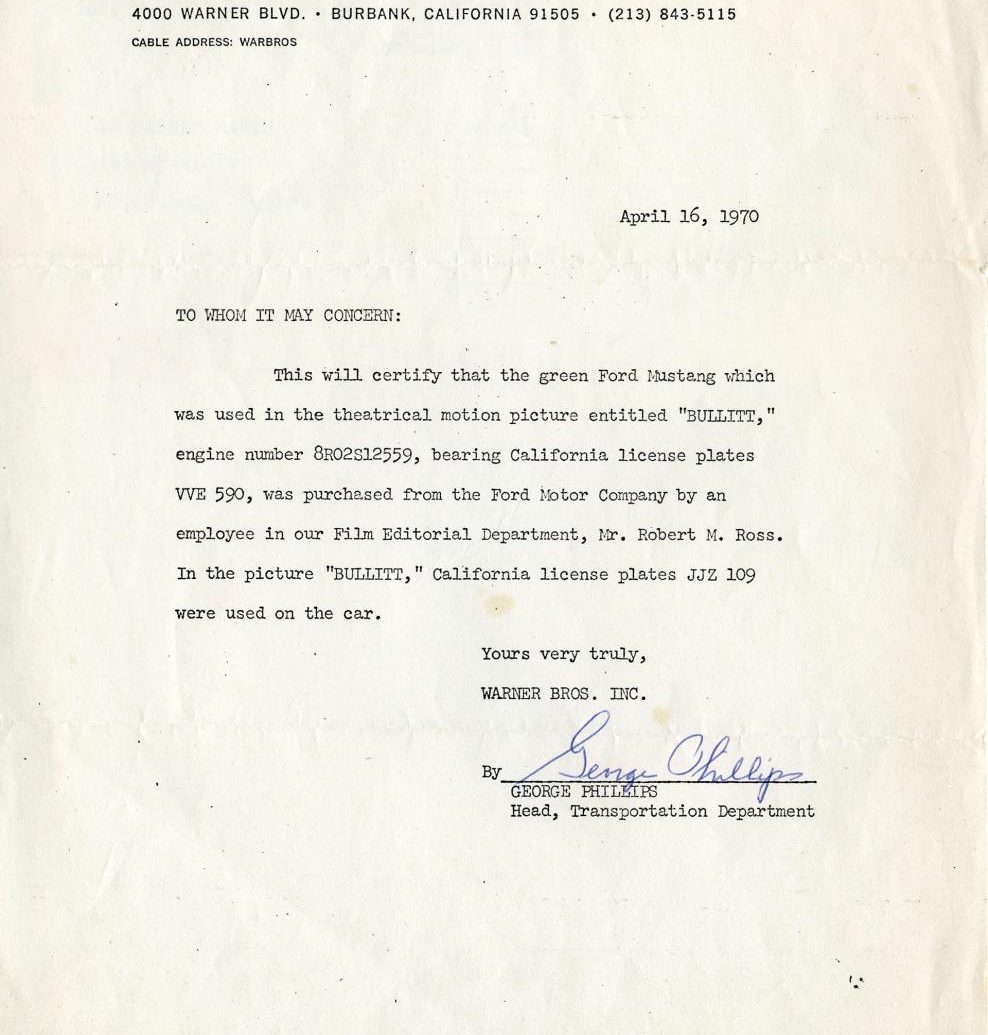 4000 WARNER BLVD. • BURBANK, CALIFORNIA 91505 • (213) 843-5115
CABLE ADDRESS: WARBROS
April 16, 1970
TO WHOM IT MAY CONCERN:
This will certify that the green Ford Mustang which
was used in the theatrical motion picture entitled "BULLITT,"
engine number 8R02S12559, bearing California license plates
VVE 590, was purchased from the Ford Motor Company by an
employee in our Film Editorial Department, Mr. Robert M. Ross.
In the picture "BULLITT," California license plates JJZ 109
were used on the car.
Yours very truly,
WARNER BROS. INC.
By George Phillips
GEORGE PHILLIPS
Head, Transportation Department